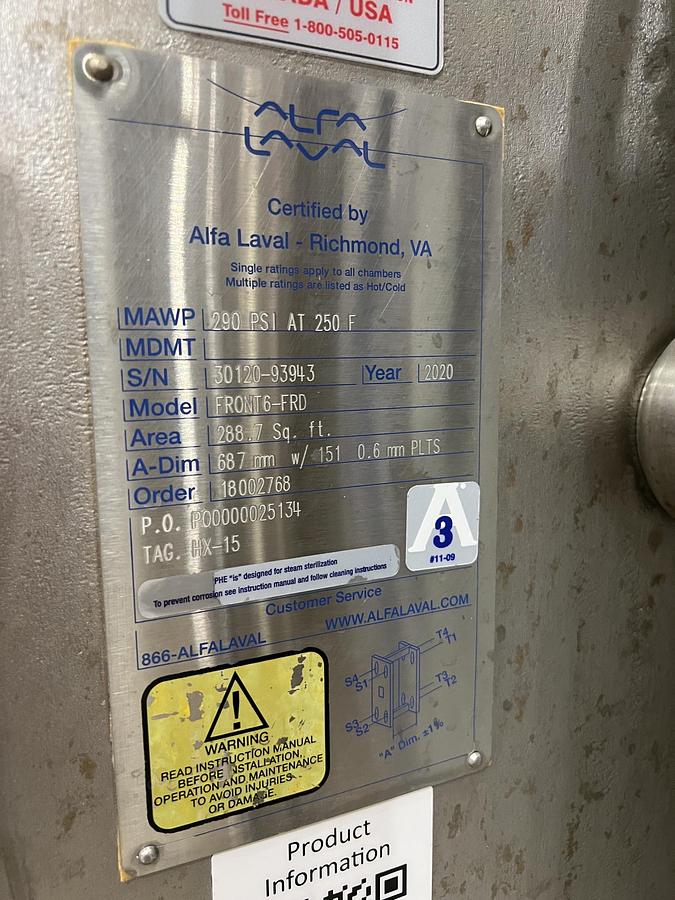 / USA
Toll Free 1-800-505-0115
ALFA
LAVAL
Certified by
Alfa Laval - Richmond, VA
Single ratings apply to all chambers
Multiple ratings are listed as Hot/Cold
MAWP 290 PSI AT 250 F
MDMT
S/N 30120-93943 Year 2020
Model FRONT6-FRD
Area 288.7 Sq. ft.
A-Dim 687 mm w/ 151 0.6 mm PLTS
Order 18002768
P.O. P00000025134
TAG. HX-15
A
3
#11-09
PHE "is" designed for steam sterilization
To prevent corrosion see instruction manual and follow cleaning instructions
Customer Service
866-ALFALAVAL WWW.ALFALAVAL.COM
T4
T1
S4
S1
T3
T2
S3
S2
"A" Dim. ±1%
WARNING
READ INSTRUCTION MANUAL
BEFORE INSTALLATION,
OPERATION AND MAINTENANCE
TO AVOID INJURIES
OR DAMAGE.
Product
Information